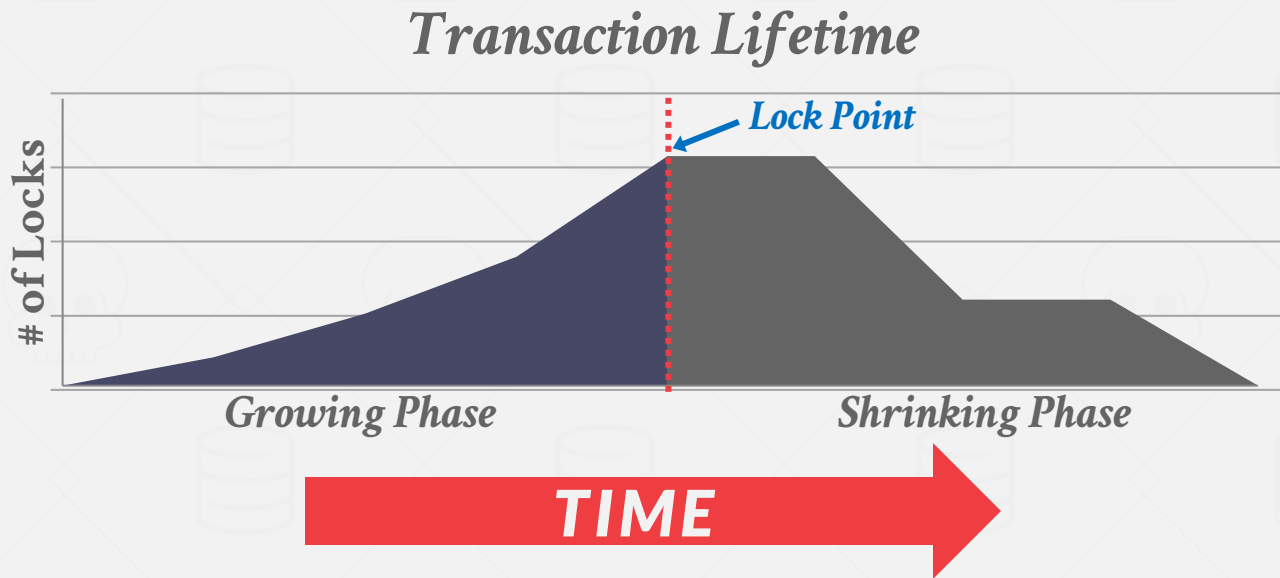 Transaction Lifetime
Lock Point
# of Locks
Growing Phase
Shrinking Phase
TIME